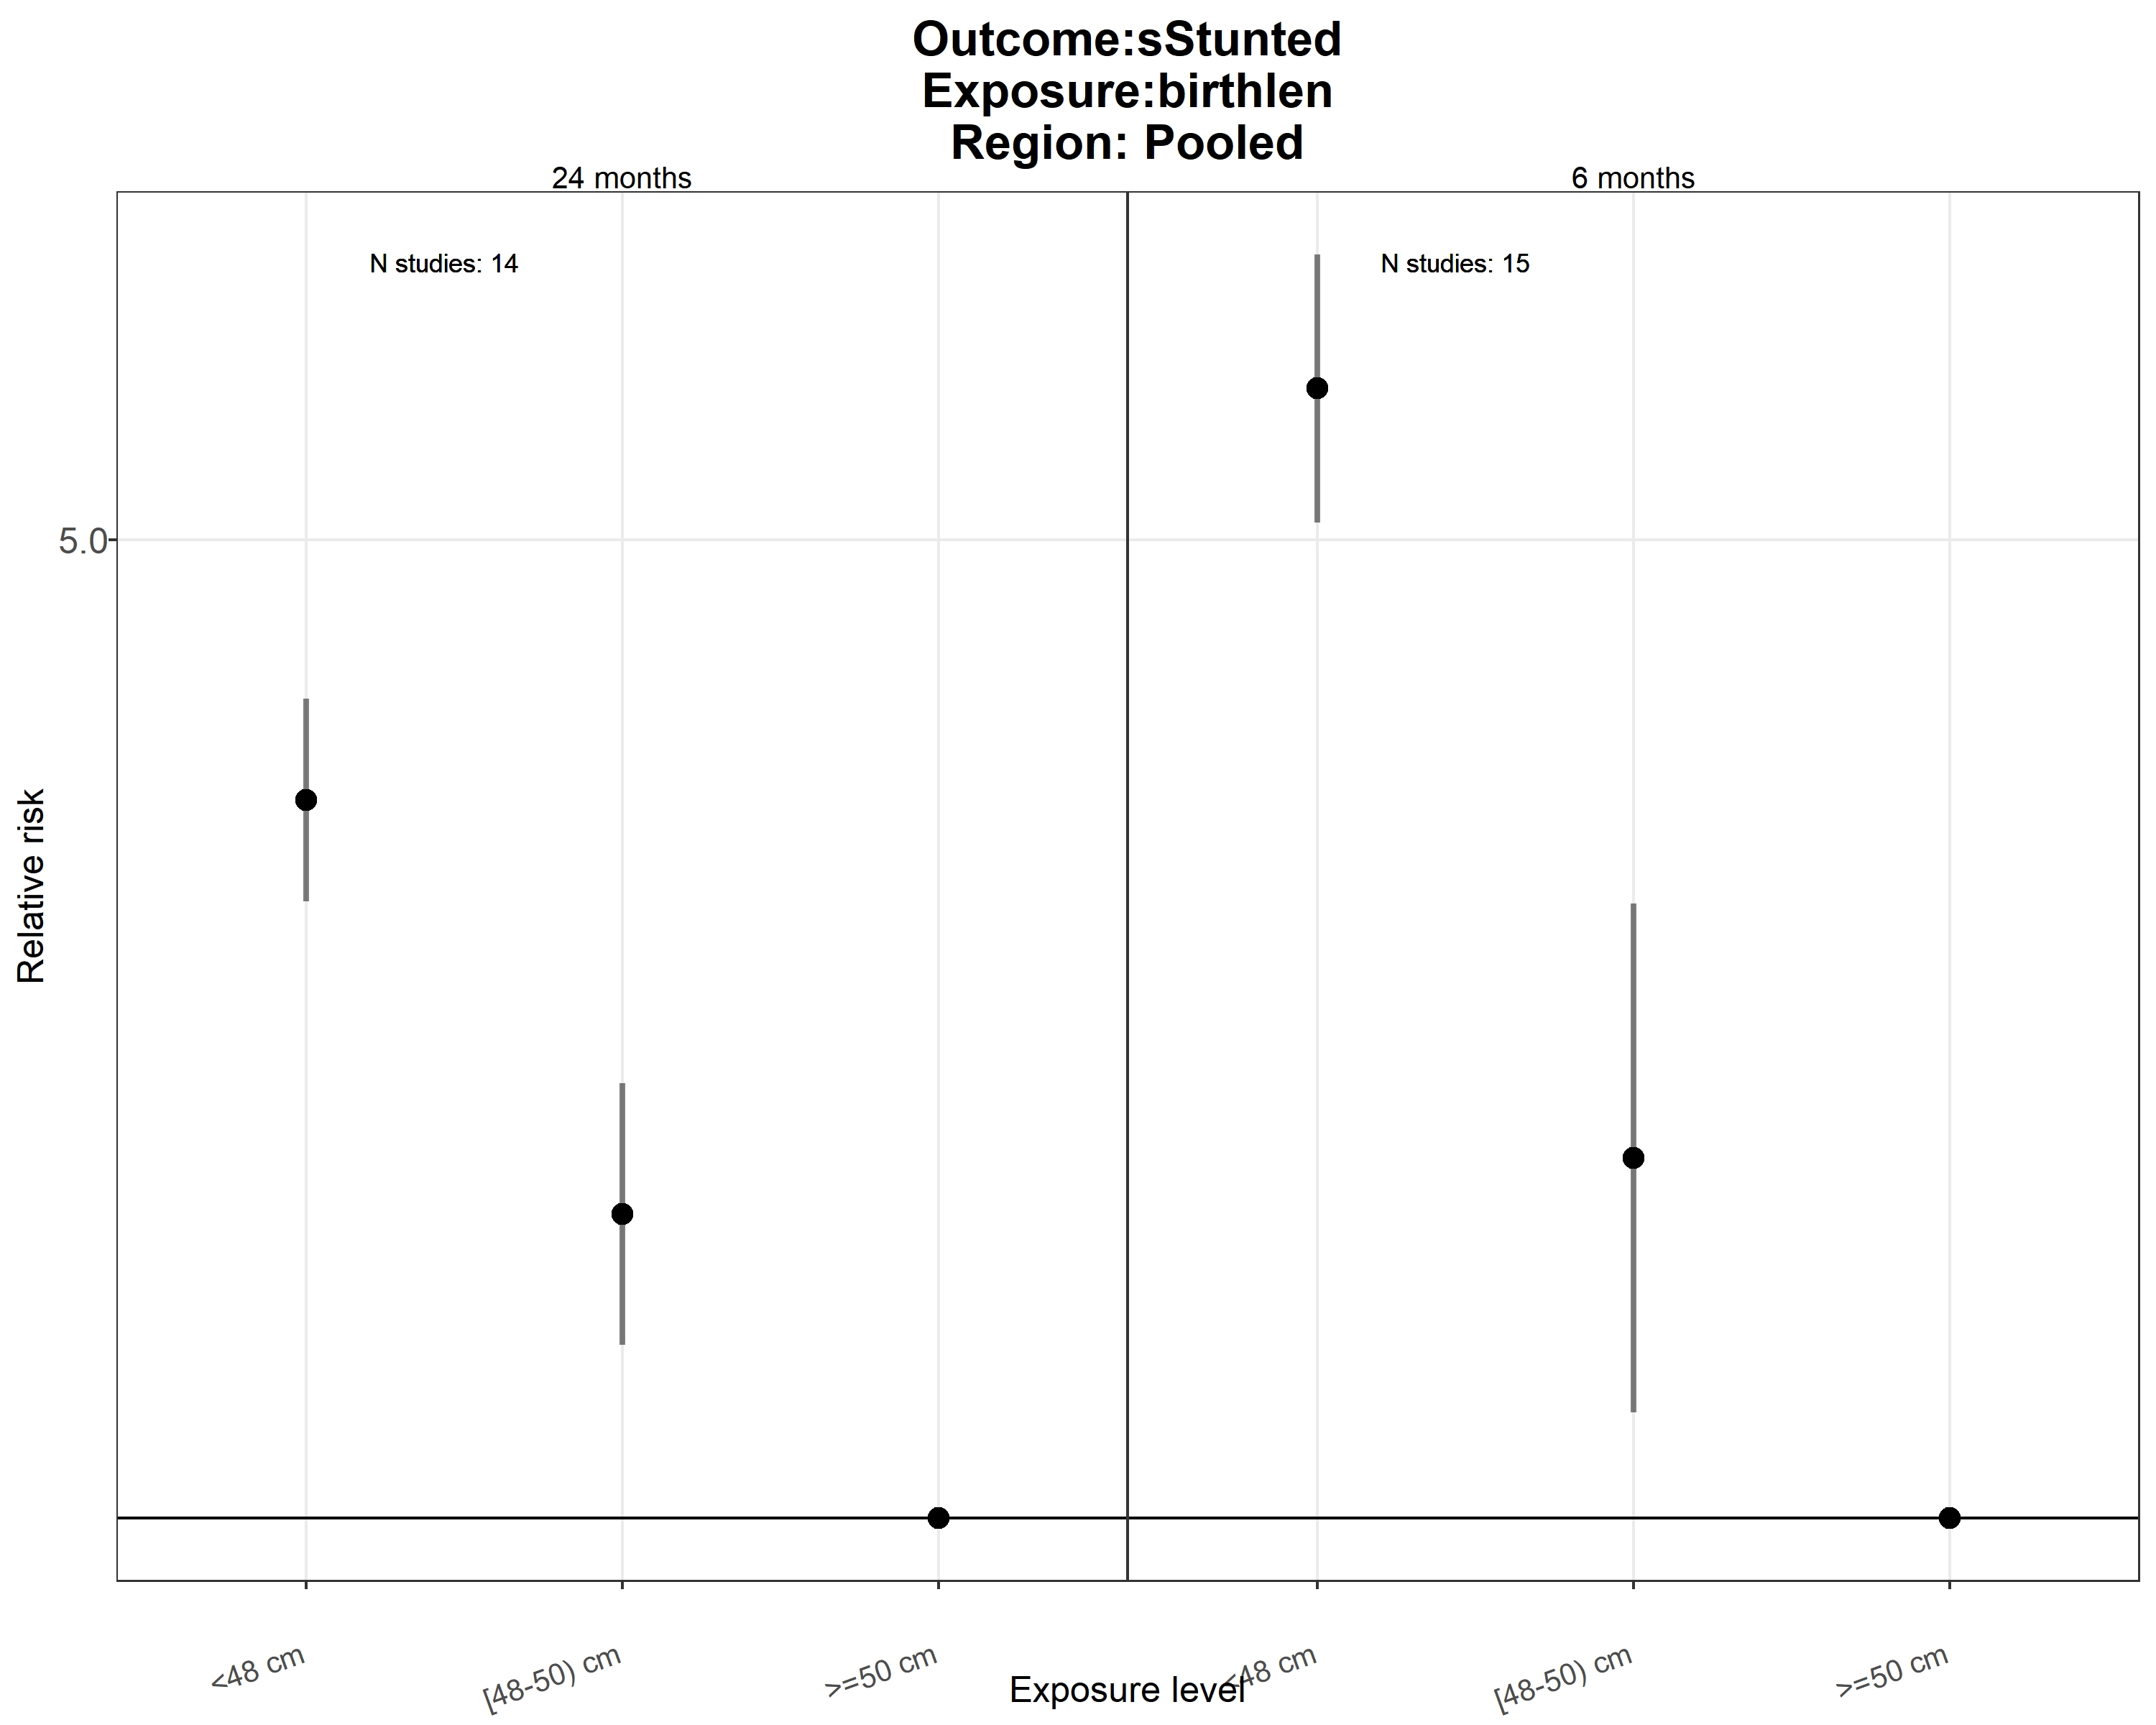 Outcome:sStunted
Exposure:birthlen
Region: Pooled
24 months
6 months
N studies: 14
N studies: 15
5.0
Relative risk
<48 cm
[48-50) cm
>=50 cm
<48 cm
[48-50) cm
>=50 cm
Exposure level